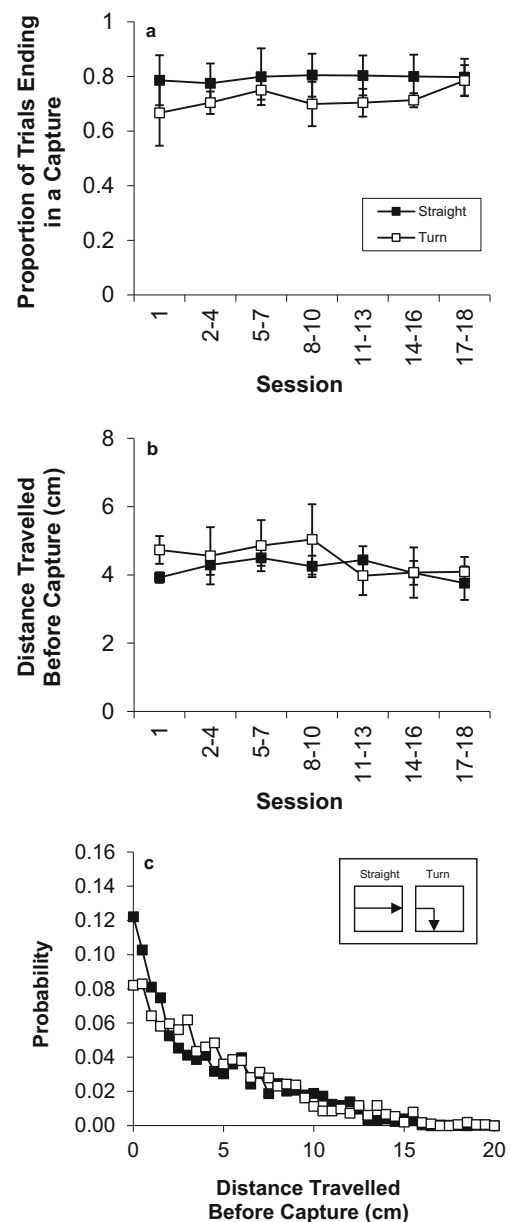 a
Proportion of Trials Ending
in a Capture
1
0.8
0.6
0.4
0.2
0
Straight
Turn
1
2-4
5-7
8-10
11-13
14-16
17-18
Session
b
Distance Travelled
Before Capture (cm)
8
6
4
2
0
1
2-4
5-7
8-10
11-13
14-16
17-18
Session
c
Probability
0.16
0.14
0.12
0.10
0.08
0.06
0.04
0.02
0.00
Straight Turn
0 5 10 15 20
Distance Travelled
Before Capture (cm)